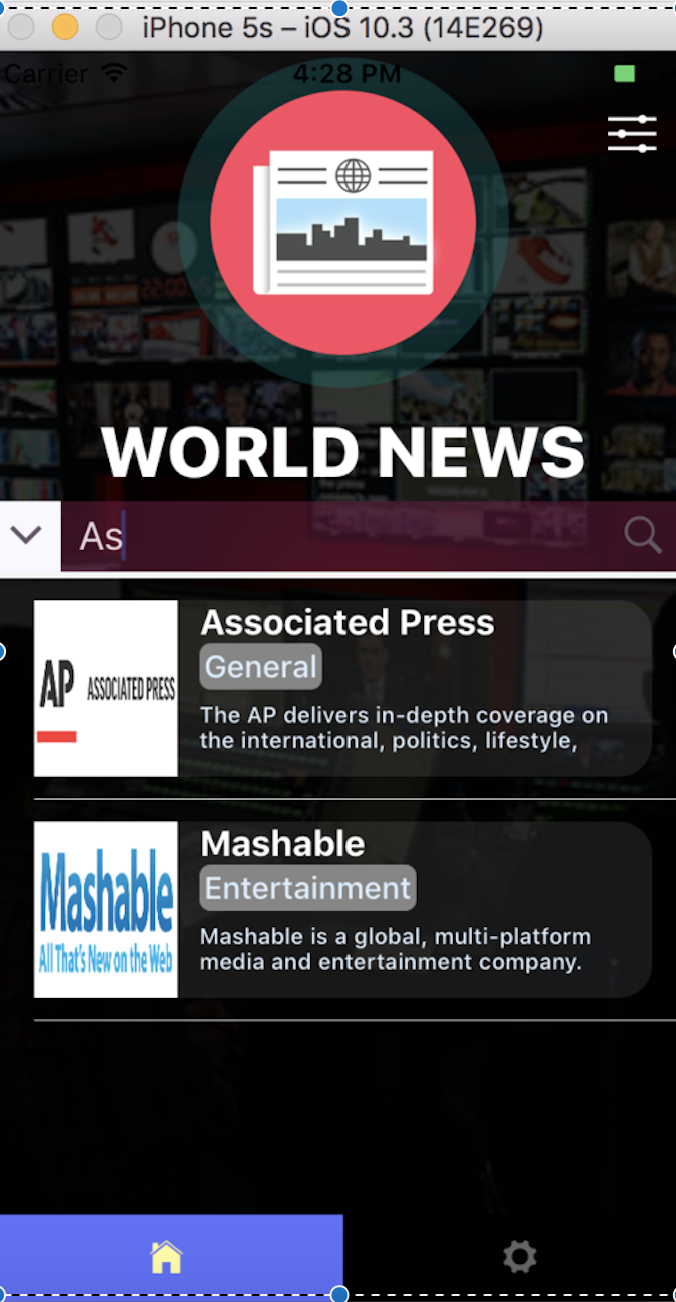 iPhone 5s – iOS 10.3 (14E269)
Carrier 4:28 PM
WORLD NEWS
As
Associated Press
General
The AP delivers in-depth coverage on
the international, politics, lifestyle,
AP ASSOCIATED PRESS
Mashable
Entertainment
Mashable is a global, multi-platform
media and entertainment company.
Mashable
All That's New on the Web